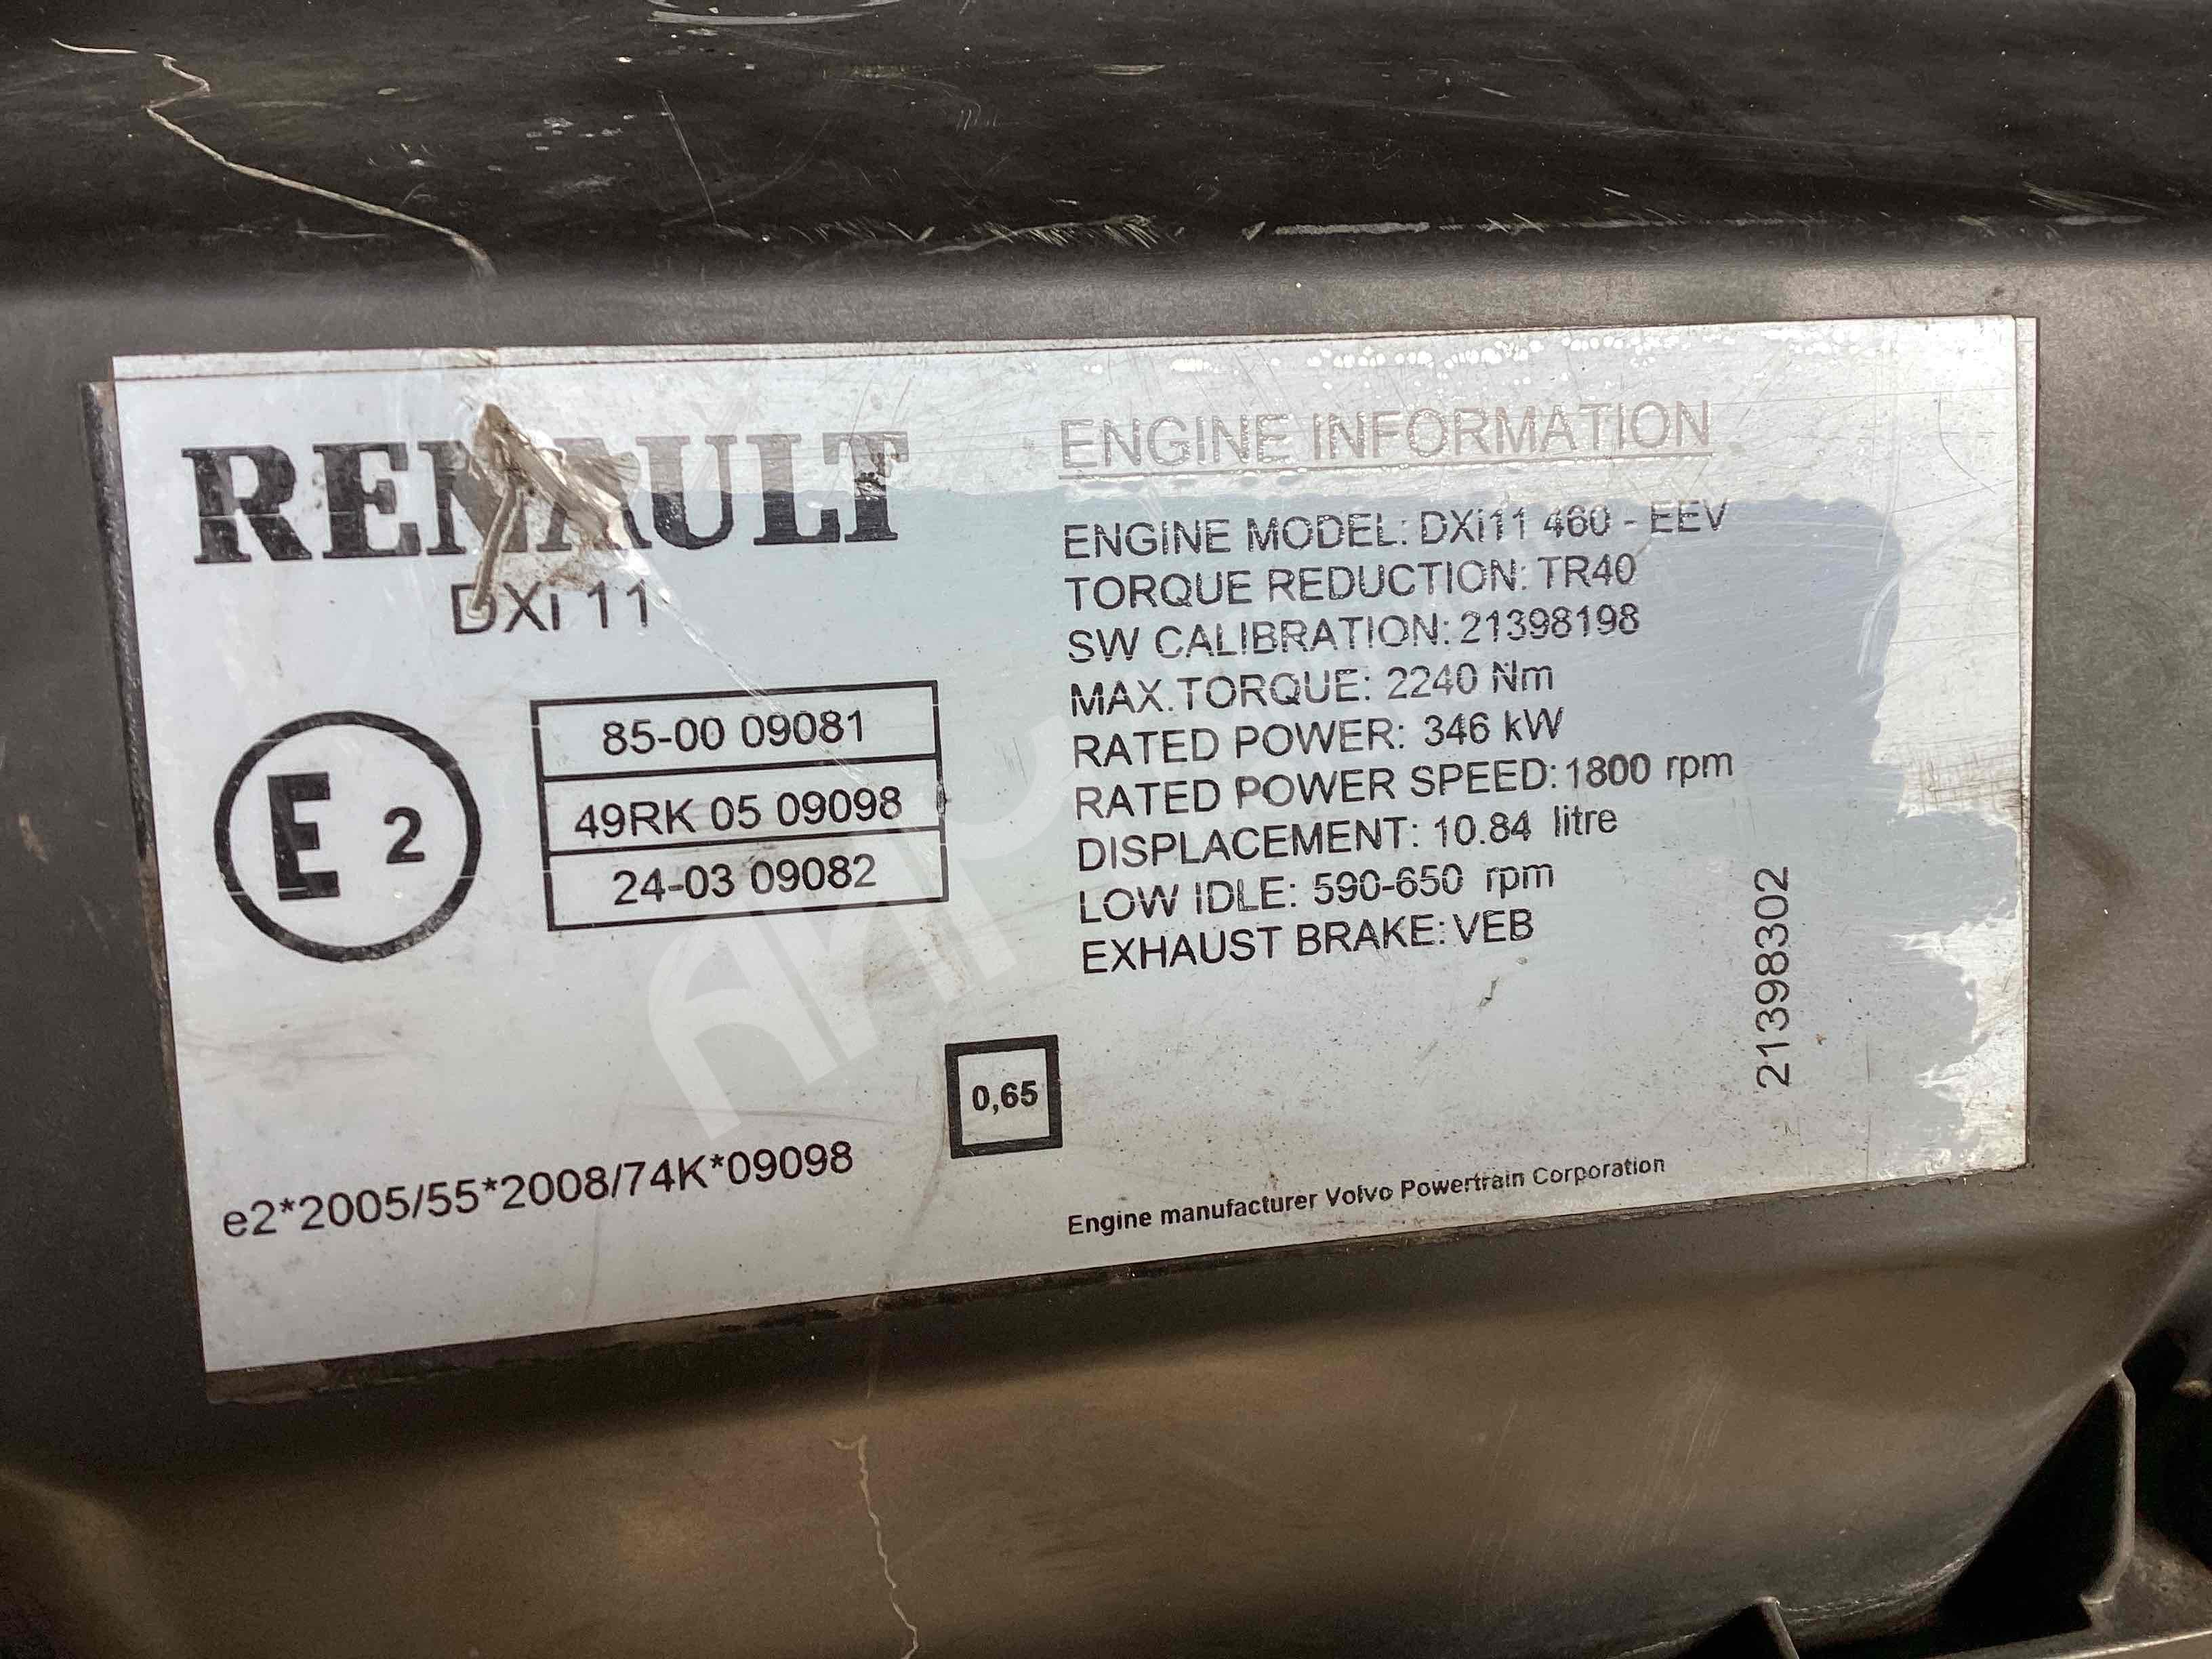 RENAULT
DXi 11
E 2
85-00 09081
49RK 05 09098
24-03 09082
e2*2005/55*2008/74K*09098
0,65
ENGINE INFORMATION
ENGINE MODEL: DXi11 460 - EEV
TORQUE REDUCTION: TR40
SW CALIBRATION: 21398198
MAX. TORQUE: 2240 Nm
RATED POWER: 346 kW
RATED POWER SPEED: 1800 rpm
DISPLACEMENT: 10.84 litre
LOW IDLE: 590-650 rpm
EXHAUST BRAKE: VEB
21398302
Engine manufacturer Volvo Powertrain Corporation